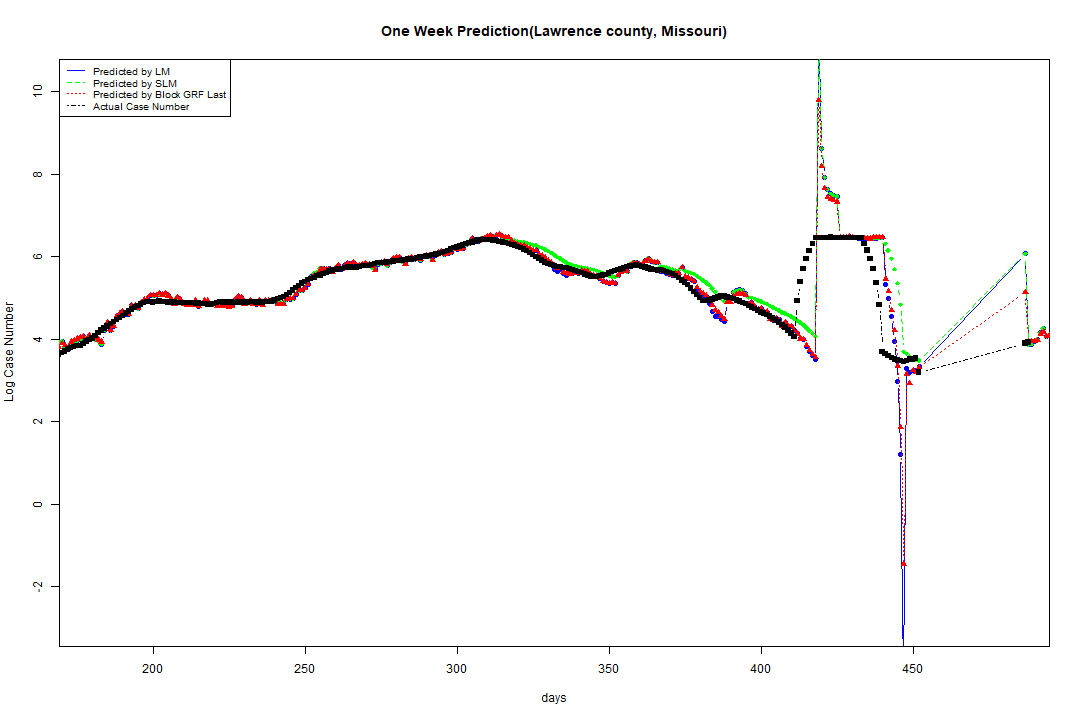 One Week Prediction(Lawrence county, Missouri)
Predicted by LM
Predicted by SLM
Predicted by Block GRF Last
Actual Case Number
10
8
6
4
2
0
-2
Log Case Number
200 250 300 350 400 450
days